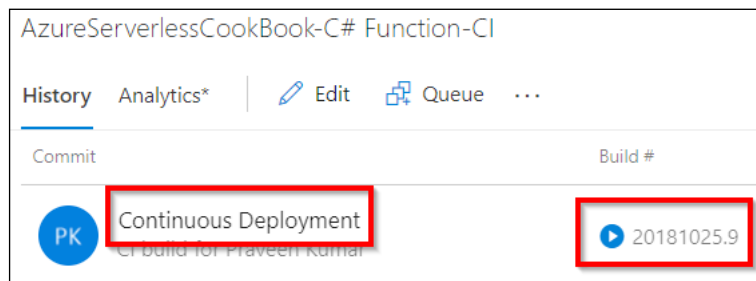 AzureServerlessCookBook-C# Function-CI
History Analytics* Edit Queue ...
Commit Build #
PK Continuous Deployment 20181025.9
CI build for Praveen Kumar